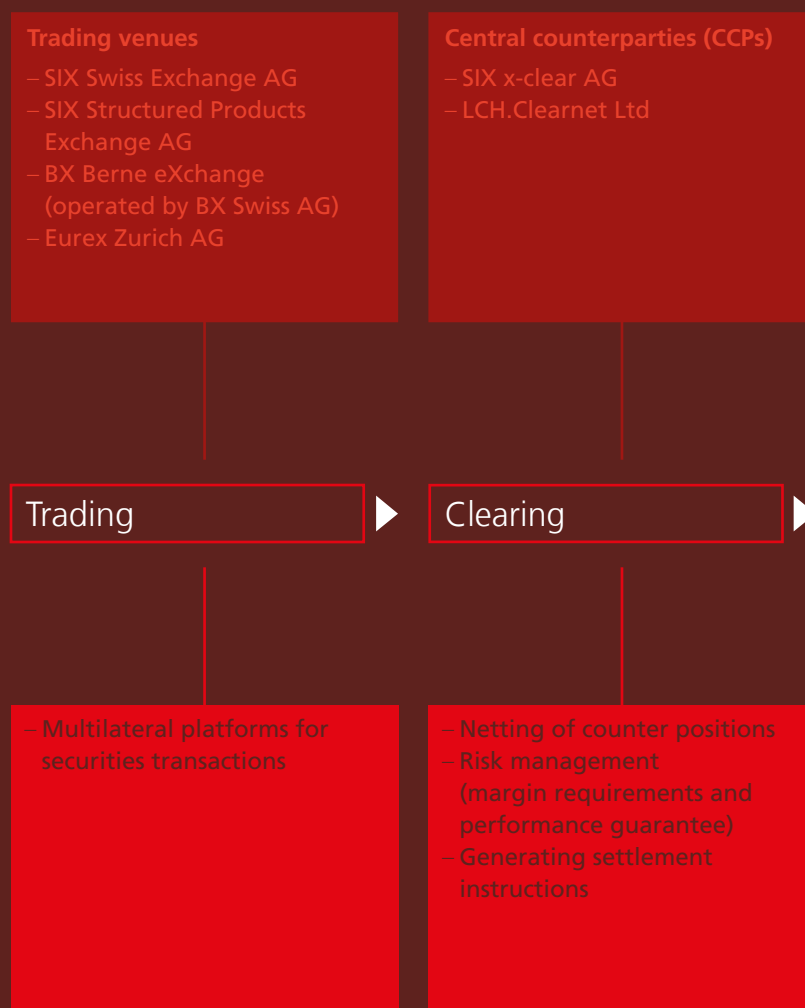 Trading venues
– SIX Swiss Exchange AG
– SIX Structured Products
Exchange AG
– BX Berne eXchange
(operated by BX Swiss AG)
– Eurex Zurich AG
Central counterparties (CCPs)
– SIX x-clear AG
– LCH.Clearnet Ltd
Trading
Clearing
– Multilateral platforms for
securities transactions
– Netting of counter positions
– Risk management
(margin requirements and
performance guarantee)
– Generating settlement
instructions